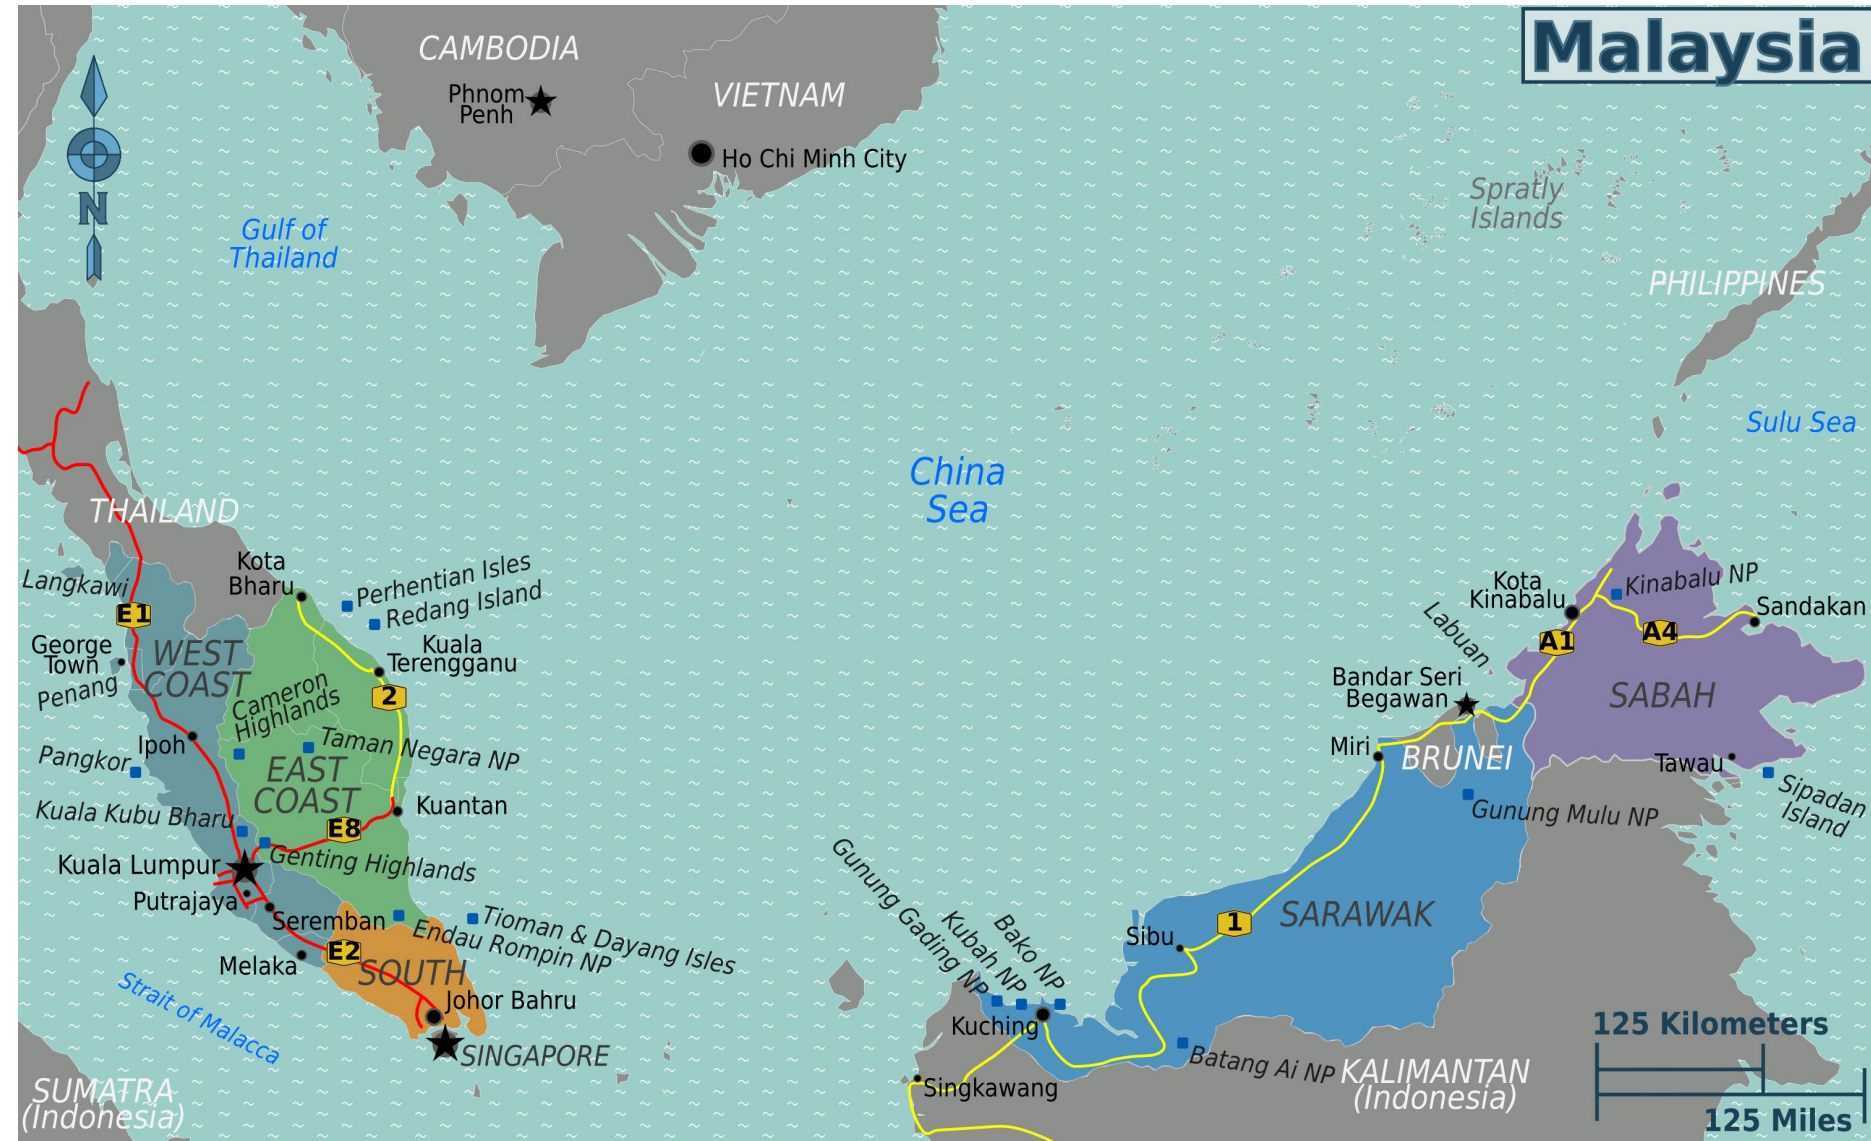 Malaysia
CAMBODIA
Phnom
Penh
VIETNAM
Ho Chi Minh City
N
Gulf of
Thailand
Spratly
Islands
PHILIPPINES
Sulu Sea
China
Sea
THAILAND
Langkawi
E1
George
Town
Penang
WEST
COAST
Kota
Bharu
Perhentian Isles
Redang Island
Kuala
Terengganu
2
Cameron
Highlands
Ipoh
Pangkor
Taman Negara NP
EAST
COAST
Kuantan
Kuala Kubu Bharu
E8
Kuala Lumpur
Genting Highlands
Putrajaya
Seremban
Tioman & Dayang Isles
Endau Rompin NP
E2
Melaka
SOUTH
Johor Bahru
SINGAPORE
Strait of Malacca
SUMATRA
(Indonesia)
Kota
Kinabalu
Kinabalu NP
Sandakan
A1
A4
Labuan
SABAH
Bandar Seri
Begawan
Miri
BRUNEI
Tawau
Sipadan
Island
Gunung Mulu NP
SARAWAK
1
Sibu
Gunung Gading NP
Kubah NP
Bako NP
Kuching
Batang Ai NP
Singkawang
KALIMANTAN
(Indonesia)
125 Kilometers
125 Miles